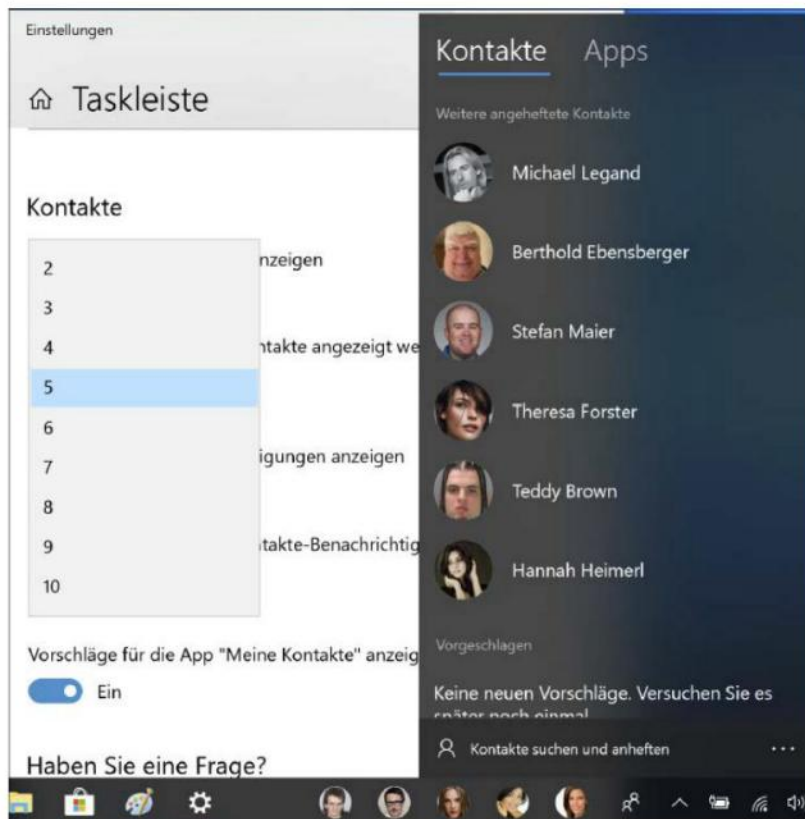 Einstellungen
Taskleiste
Kontakte
2
3
4
5
6
7
8
9
10
nzeigen
ntakte angezeigt we
igungen anzeigen
takte-Benachrichtig
Vorschläge für die App "Meine Kontakte" anzeig
Ein
Haben Sie eine Frage?
Kontakte Apps
Weitere angeheftete Kontakte
Michael Legand
Berthold Ebensberger
Stefan Maier
Theresa Forster
Teddy Brown
Hannah Heimerl
Vorgeschlagen
Keine neuen Vorschläge. Versuchen Sie es
später noch einmal
Kontakte suchen und anheften